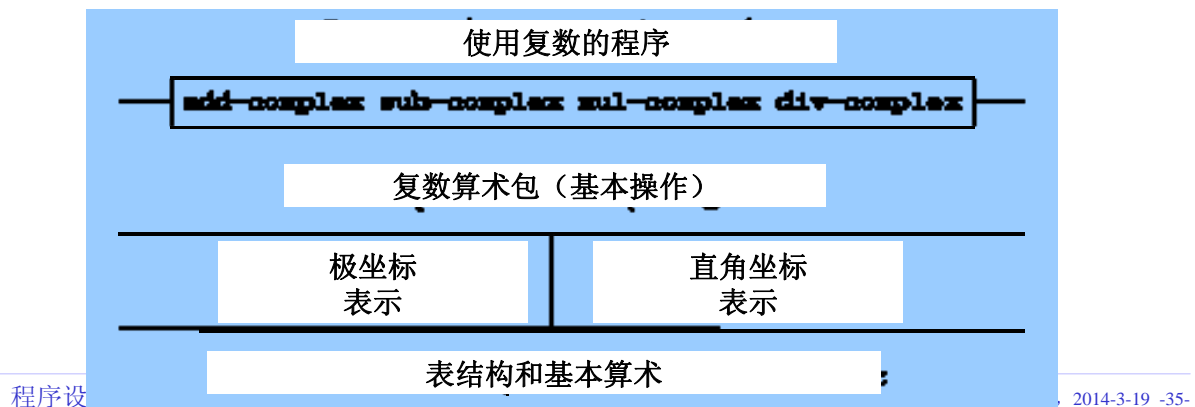 使用复数的程序
add-complex sub-complex mul-complex div-complex
复数算术包（基本操作）
极坐标
表示
直角坐标
表示
表结构和基本算术
程序设
, 2014-3-19 -35-